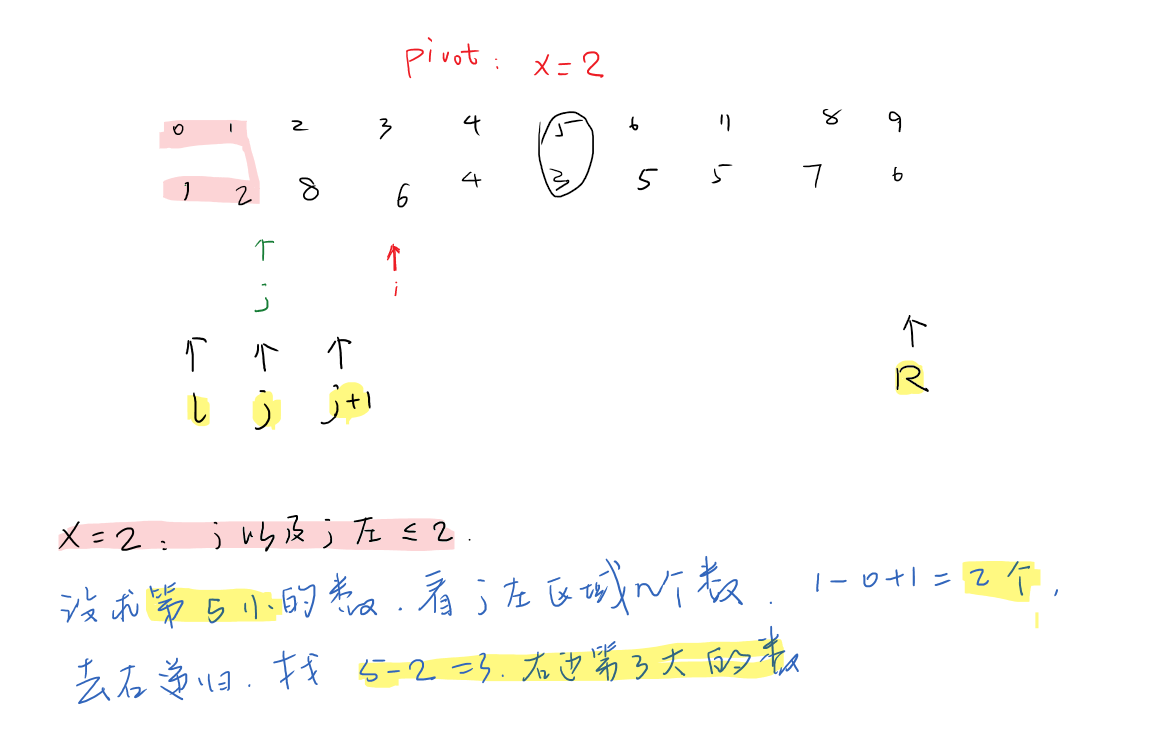 pivot: x=2
0 1 2 3 4 5 6 11 8 9
1 2 8 6 4 3 5 5 7 6
↑ ↑
j i
↑ ↑ ↑ ↑
l j j+1 R
x=2: j以及j左≤2.
设求第5小的数.看j左区域几个数. 1-0+1=2个,
去右递归.找5-2=3.右边第3大的数